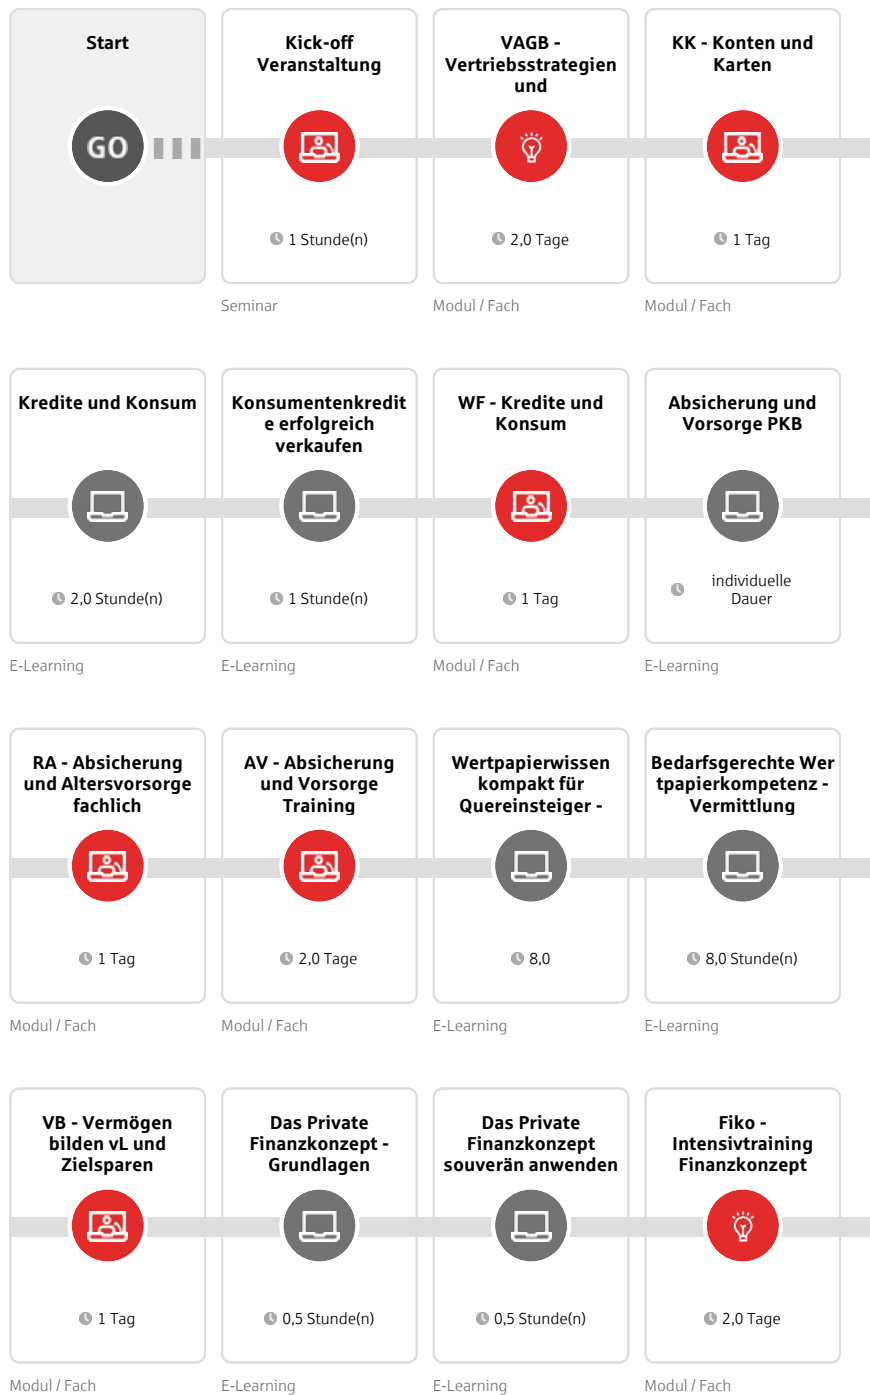 Start
GO
Kick-off
Veranstaltung
1 Stunde(n)
Seminar
VAGB -
Vertriebsstrategien
und
2,0 Tage
Modul / Fach
KK - Konten und
Karten
1 Tag
Modul / Fach
Kredite und Konsum
2,0 Stunde(n)
E-Learning
Konsumentenkredit
e erfolgreich
verkaufen
1 Stunde(n)
E-Learning
WF - Kredite und
Konsum
1 Tag
Modul / Fach
Absicherung und
Vorsorge PKB
individuelle
Dauer
E-Learning
RA - Absicherung
und Altersvorsorge
fachlich
1 Tag
Modul / Fach
AV - Absicherung
und Vorsorge
Training
2,0 Tage
Modul / Fach
Wertpapierwissen
kompakt für
Quereinsteiger -
8,0
E-Learning
Bedarfsgerechte Wer
tpapierkompetenz -
Vermittlung
8,0 Stunde(n)
E-Learning
VB - Vermögen
bilden vL und
Zielsparen
1 Tag
Modul / Fach
Das Private
Finanzkonzept -
Grundlagen
0,5 Stunde(n)
E-Learning
Das Private
Finanzkonzept
souverän anwenden
0,5 Stunde(n)
E-Learning
Fiko -
Intensivtraining
Finanzkonzept
2,0 Tage
Modul / Fach